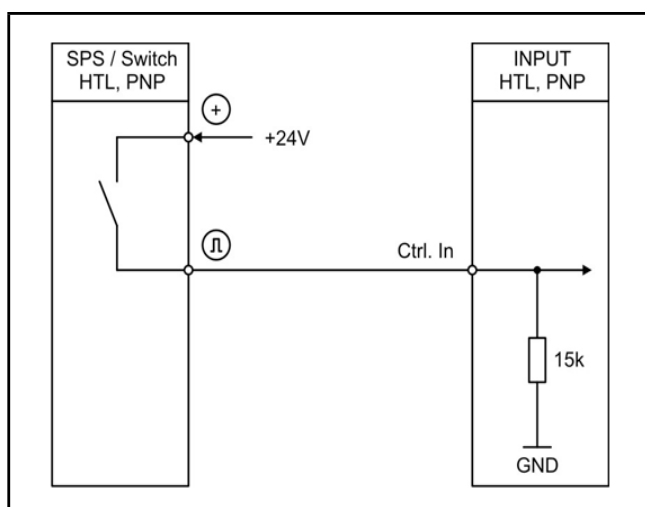 SPS / Switch
HTL, PNP
INPUT
HTL, PNP
+
+24V
Ctrl. In
15k
GND